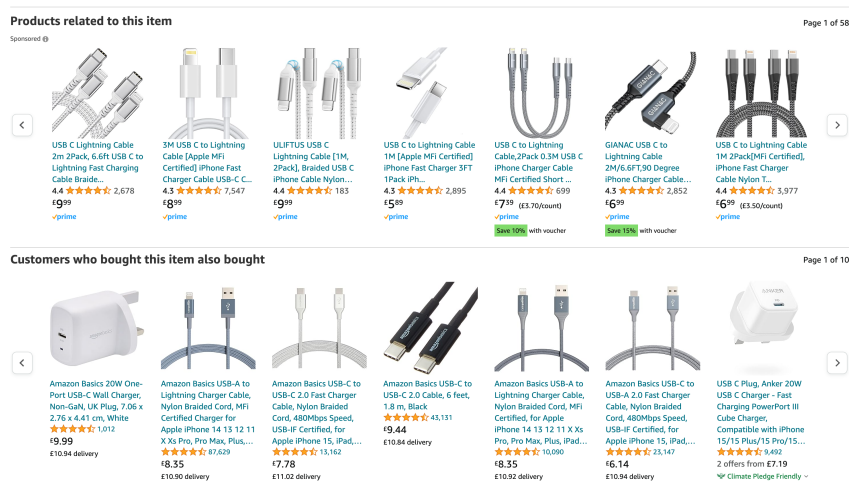 Products related to this item
Page 1 of 58
Sponsored
USB C Lightning Cable
2m 2Pack, 6.6ft USB C to
Lightning Fast Charging
Cable Braide...
4.4 2,678
£9.99
prime
3M USB C to Lightning
Cable [Apple MFi
Certified] iPhone Fast
Charger Cable USB-C C...
4.3 7,547
£8.99
prime
ULIFTUS USB C
Lightning Cable [1M,
2Pack], Braided USB C
iPhone Cable Nylon...
4.4 183
£9.99
prime
USB C to Lightning Cable
1M [Apple MFi Certified]
iPhone Fast Charger 3FT
1Pack iPh...
4.3 2,895
£5.89
prime
USB C to Lightning
Cable,2Pack 0.3M USB C
iPhone Charger Cable
MFi Certified Short ...
4.4 699
£7.39 (£3.70/count)
prime
Save 10% with voucher
GIANAC
GIANAC
GIANAC USB C to
Lightning Cable
2M/6.6FT,90 Degree
iPhone Charger Cable...
4.3 2,852
£6.99
prime
Save 15% with voucher
USB C to Lightning Cable
1M 2Pack[MFi Certified],
iPhone Fast Charger
Cable Nylon T...
4.4 3,977
£6.99 (£3.50/count)
prime
Customers who bought this item also bought
Page 1 of 10
Amazon Basics 20W One-
Port USB-C Wall Charger,
Non-GaN, UK Plug, 7.06 x
2.76 x 4.41 cm, White
1,012
£9.99
£10.94 delivery
Amazon Basics USB-A to
Lightning Charger Cable,
Nylon Braided Cord, MFi
Certified Charger for
Apple iPhone 14 13 12 11
X Xs Pro, Pro Max, Plus,...
87,629
£8.35
£10.90 delivery
Amazon Basics USB-C to
USB-C 2.0 Fast Charger
Cable, Nylon Braided
Cord, 480Mbps Speed,
USB-IF Certified, for
Apple iPhone 15, iPad,...
13,162
£7.78
£11.02 delivery
Amazon Basics USB-C to
USB-C 2.0 Cable, 6 feet,
1.8 m, Black
43,131
£9.44
£10.84 delivery
Amazon Basics USB-A to
Lightning Charger Cable,
Nylon Braided Cord, MFi
Certified, for Apple
iPhone 14 13 12 11 X Xs
Pro, Pro Max, Plus, iPad...
10,090
£8.35
£10.92 delivery
Amazon Basics USB-C to
USB-A 2.0 Fast Charger
Cable, Nylon Braided
Cord, 480Mbps Speed,
USB-IF Certified, for
Apple iPhone 15, iPad,...
23,147
£6.14
£10.94 delivery
ANKER
USB C Plug, Anker 20W
USB C Charger - Fast
Charging PowerPort III
Cube Charger,
Compatible with iPhone
15/15 Plus/15 Pro/15...
9,492
2 offers from £7.19
Climate Pledge Friendly